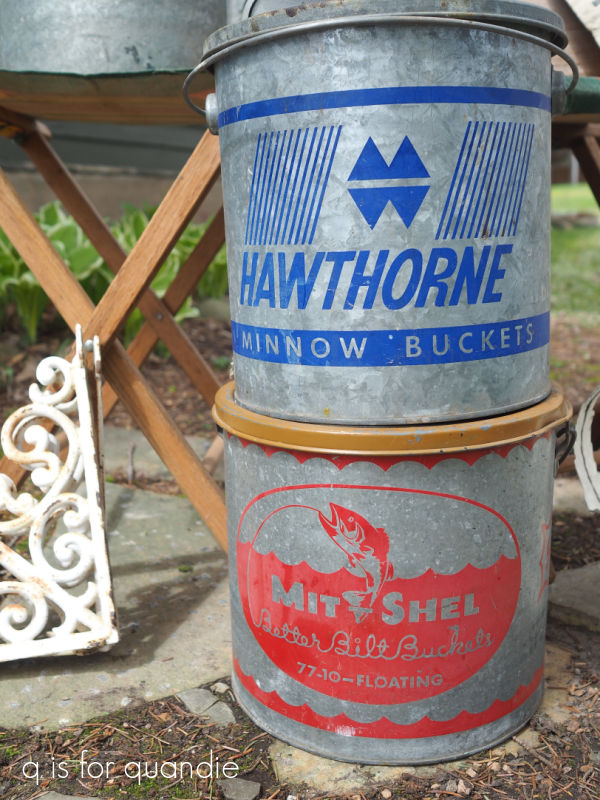 HAWTHORNE
MINNOW BUCKETS
MIT SHEL
Better Bilt Buckets
77-10-FLOATING
q is for quandie